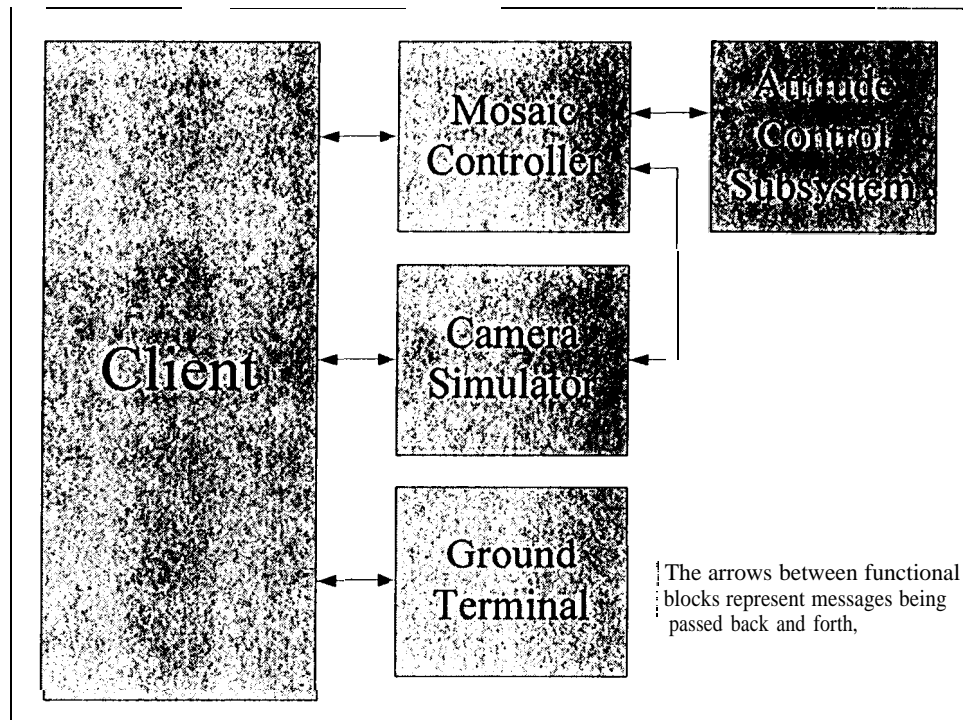 Client
Mosaic
Controller
Attitude
Control
Subsystem
Camera
Simulator
Ground
Terminal
The arrows between functional
blocks represent messages being
passed back and forth,